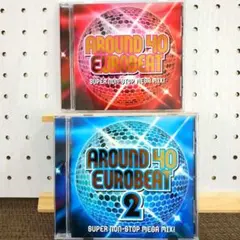 AROUND 40
EUROBEAT
SUPER NON-STOP MEGA MIX!
AROUND 40
EUROBEAT
2
SUPER NON-STOP MEGA MIX!